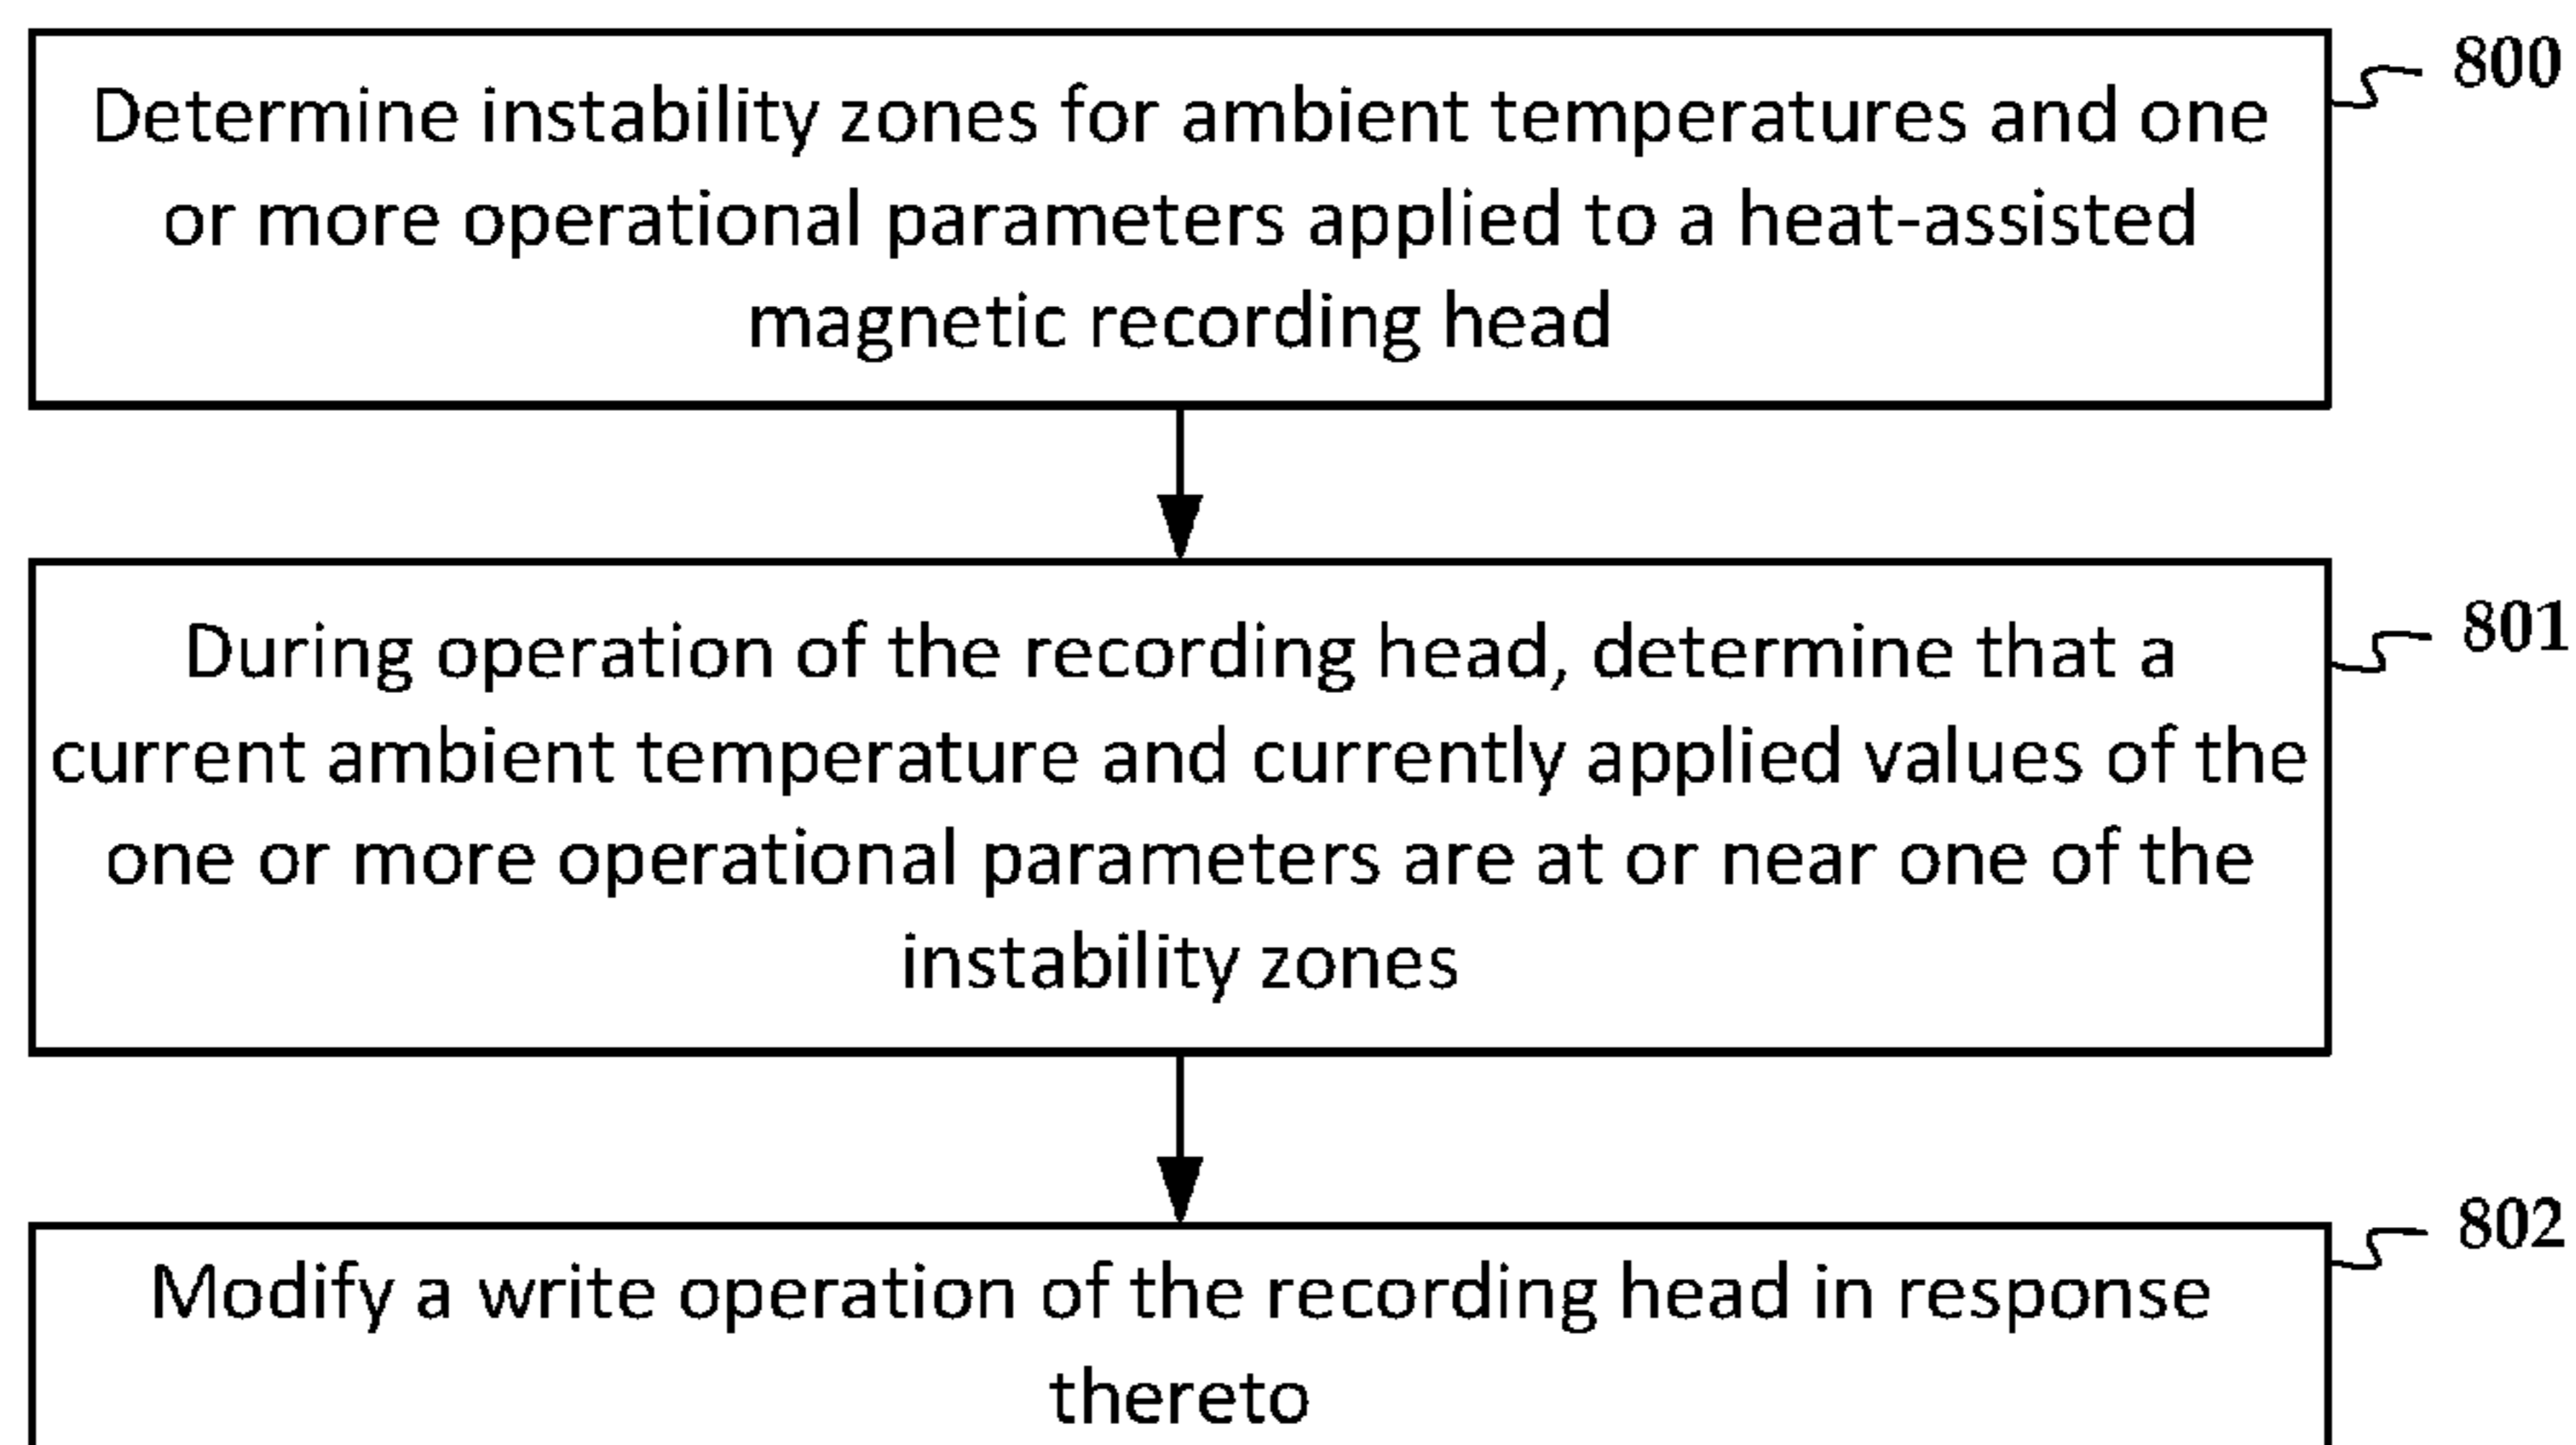 800
Determine instability zones for ambient temperatures and one
or more operational parameters applied to a heat-assisted
magnetic recording head
801
During operation of the recording head, determine that a
current ambient temperature and currently applied values of the
one or more operational parameters are at or near one of the
instability zones
802
Modify a write operation of the recording head in response
thereto